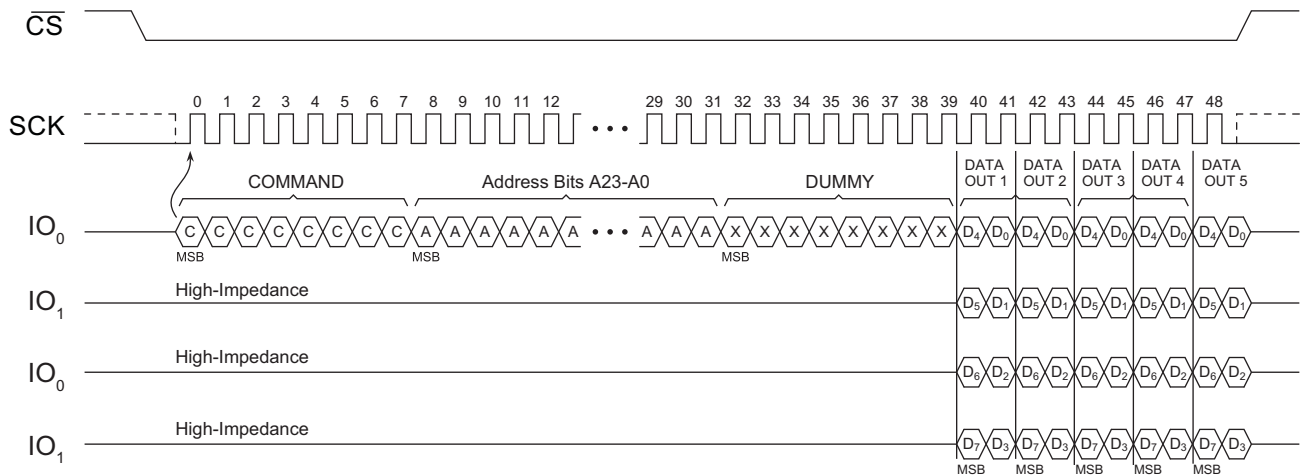 CS
SCK
0 1 2 3 4 5 6 7 8 9 10 11 12 • • • 29 30 31 32 33 34 35 36 37 38 39 40 41 42 43 44 45 46 47 48
COMMAND Address Bits A23-A0 DUMMY DATA OUT 1 DATA OUT 2 DATA OUT 3 DATA OUT 4 DATA OUT 5
IO0 C C C C C C C C A A A A A A • • • A A A X X X X X X X X D4 D0 D4 D0 D4 D0 D4 D0 D4 D0
MSB MSB MSB
High-Impedance
IO1 D5 D1 D5 D1 D5 D1 D5 D1 D5 D1
High-Impedance
IO0 D6 D2 D6 D2 D6 D2 D6 D2 D6 D2
High-Impedance
IO1 D7 D3 D7 D3 D7 D3 D7 D3 D7 D3
MSB MSB MSB MSB MSB